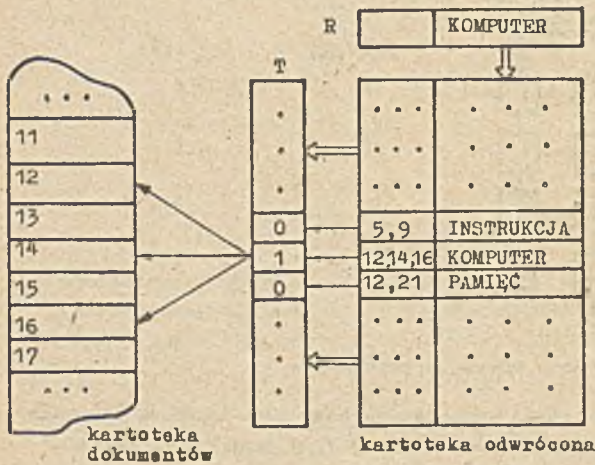 R KOMPUTER
T
. . .
11
12
13
14
15
16
17
. . .
0
1
0
5,9 INSTRUKCJA
12,14,16 KOMPUTER
12,21 PAMIĘĆ
kartoteka
dokumentów
kartoteka odwrócona